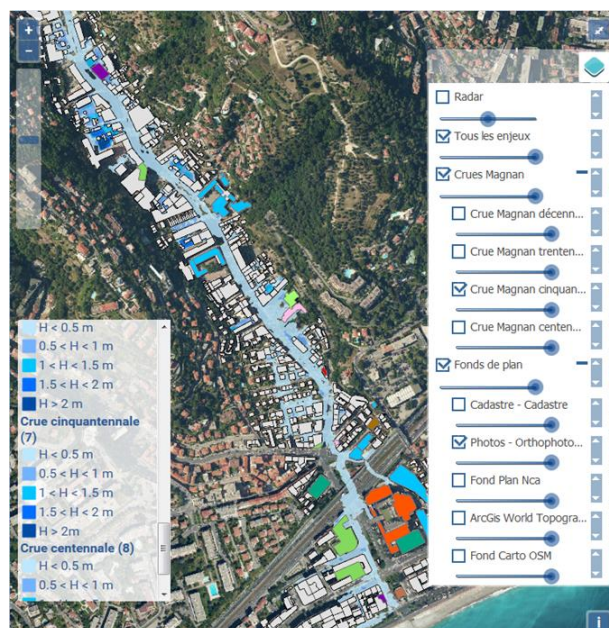 +
−
Radar
Tous les enjeux
Crues Magnan
Crue Magnan décenn...
Crue Magnan trenten...
Crue Magnan cinquan...
Crue Magnan centen...
Fonds de plan
Cadastre - Cadastre
Photos - Orthophoto...
Fond Plan Nca
ArcGis World Topogra...
Fond Carto OSM
H < 0.5 m
0.5 < H < 1 m
1 < H < 1.5 m
1.5 < H < 2 m
H > 2 m
Crue cinquantennale
(7)
H < 0.5 m
0.5 < H < 1 m
1 < H < 1.5 m
1.5 < H < 2 m
H > 2m
Crue centennale (8)
H < 0.5 m
0.5 < H < 1 m
i